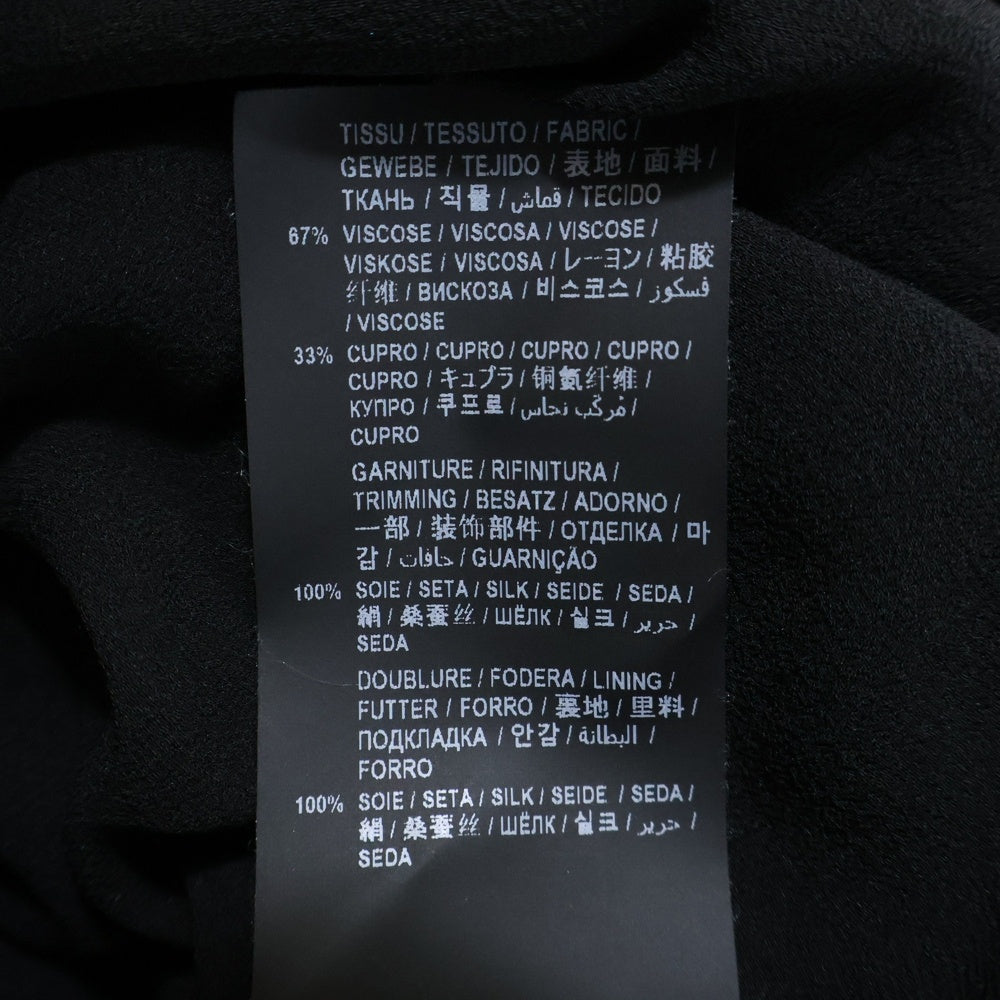 TISSU / TESSUTO / FABRIC /
GEWEBE / TEJIDO / 表地 / 面料 /
ТКАНЬ / 직물 / قماش / TECIDO
67% VISCOSE / VISCOSA / VISCOSE /
VISKOSE / VISCOSA / レーヨン / 粘胶
纤维 / ВИСКОЗА / 비스코스 / فسكوز
/ VISCOSE
33% CUPRO / CUPRO / CUPRO / CUPRO /
CUPRO / キュプラ / 铜氨纤维 /
КУПРО / 쿠프로 / مُركّب نحاس /
CUPRO
GARNITURE / RIFINITURA /
TRIMMING / BESATZ / ADORNO /
一部 / 装饰部件 / ОТДЕЛКА / 마
감 / حافات / GUARNIÇÃO
100% SOIE / SETA / SILK / SEIDE / SEDA /
絹 / 桑蚕丝 / ШЁЛК / 실크 / حرير /
SEDA
DOUBLURE / FODERA / LINING /
FUTTER / FORRO / 裏地 / 里料 /
ПОДКЛАДКА / 안감 / البطانة /
FORRO
100% SOIE / SETA / SILK / SEIDE / SEDA /
絹 / 桑蚕丝 / ШЁЛК / 실크 / حرير /
SEDA